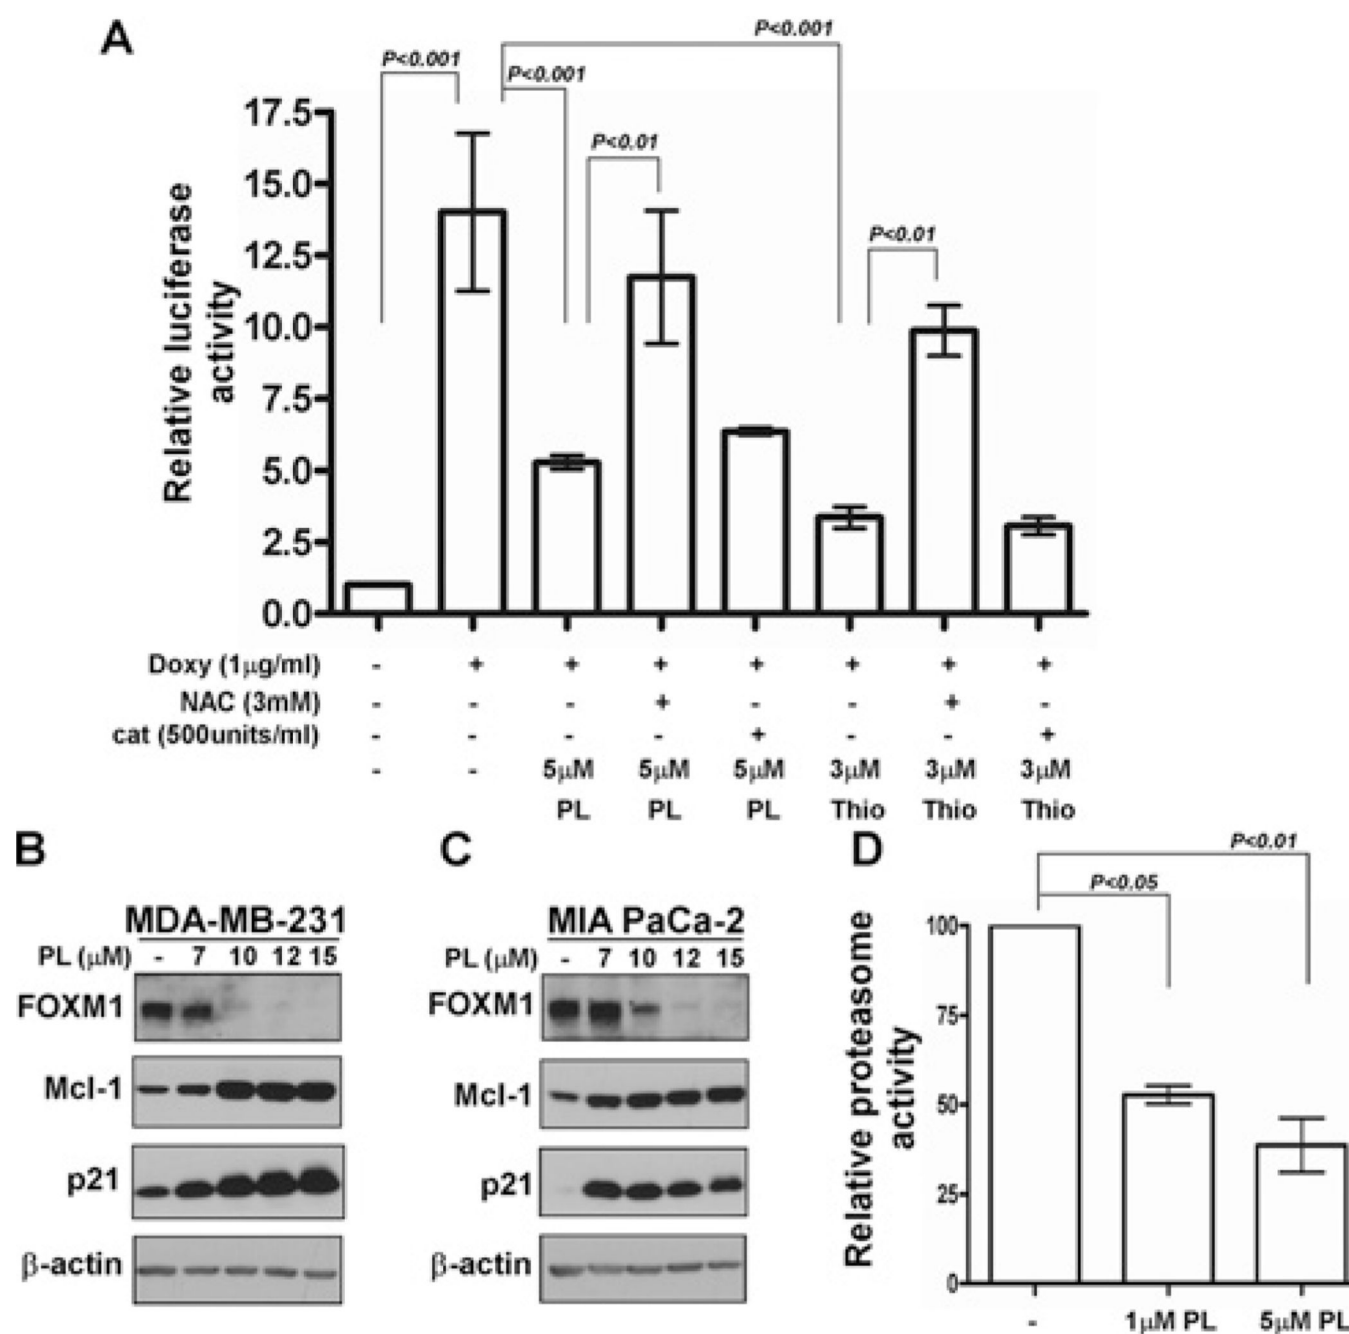 A
P<0.001
P<0.001
P<0.001
P<0.01
P<0.01
Relative luciferase
activity
17.5
15.0
12.5
10.0
7.5
5.0
2.5
0.0
Doxy (1μg/ml) - + + + + + + +
NAC (3mM) - - - + - - + -
cat (500units/ml) - - - - + - - +
- - 5μM 5μM 5μM 3μM 3μM 3μM
PL PL PL Thio Thio Thio
B
MDA-MB-231
PL (μM) - 7 10 12 15
FOXM1
Mcl-1
p21
β-actin
C
MIA PaCa-2
PL (μM) - 7 10 12 15
FOXM1
Mcl-1
p21
β-actin
D
P<0.01
P<0.05
Relative proteasome
activity
100
75
50
25
0
- 1μM PL 5μM PL